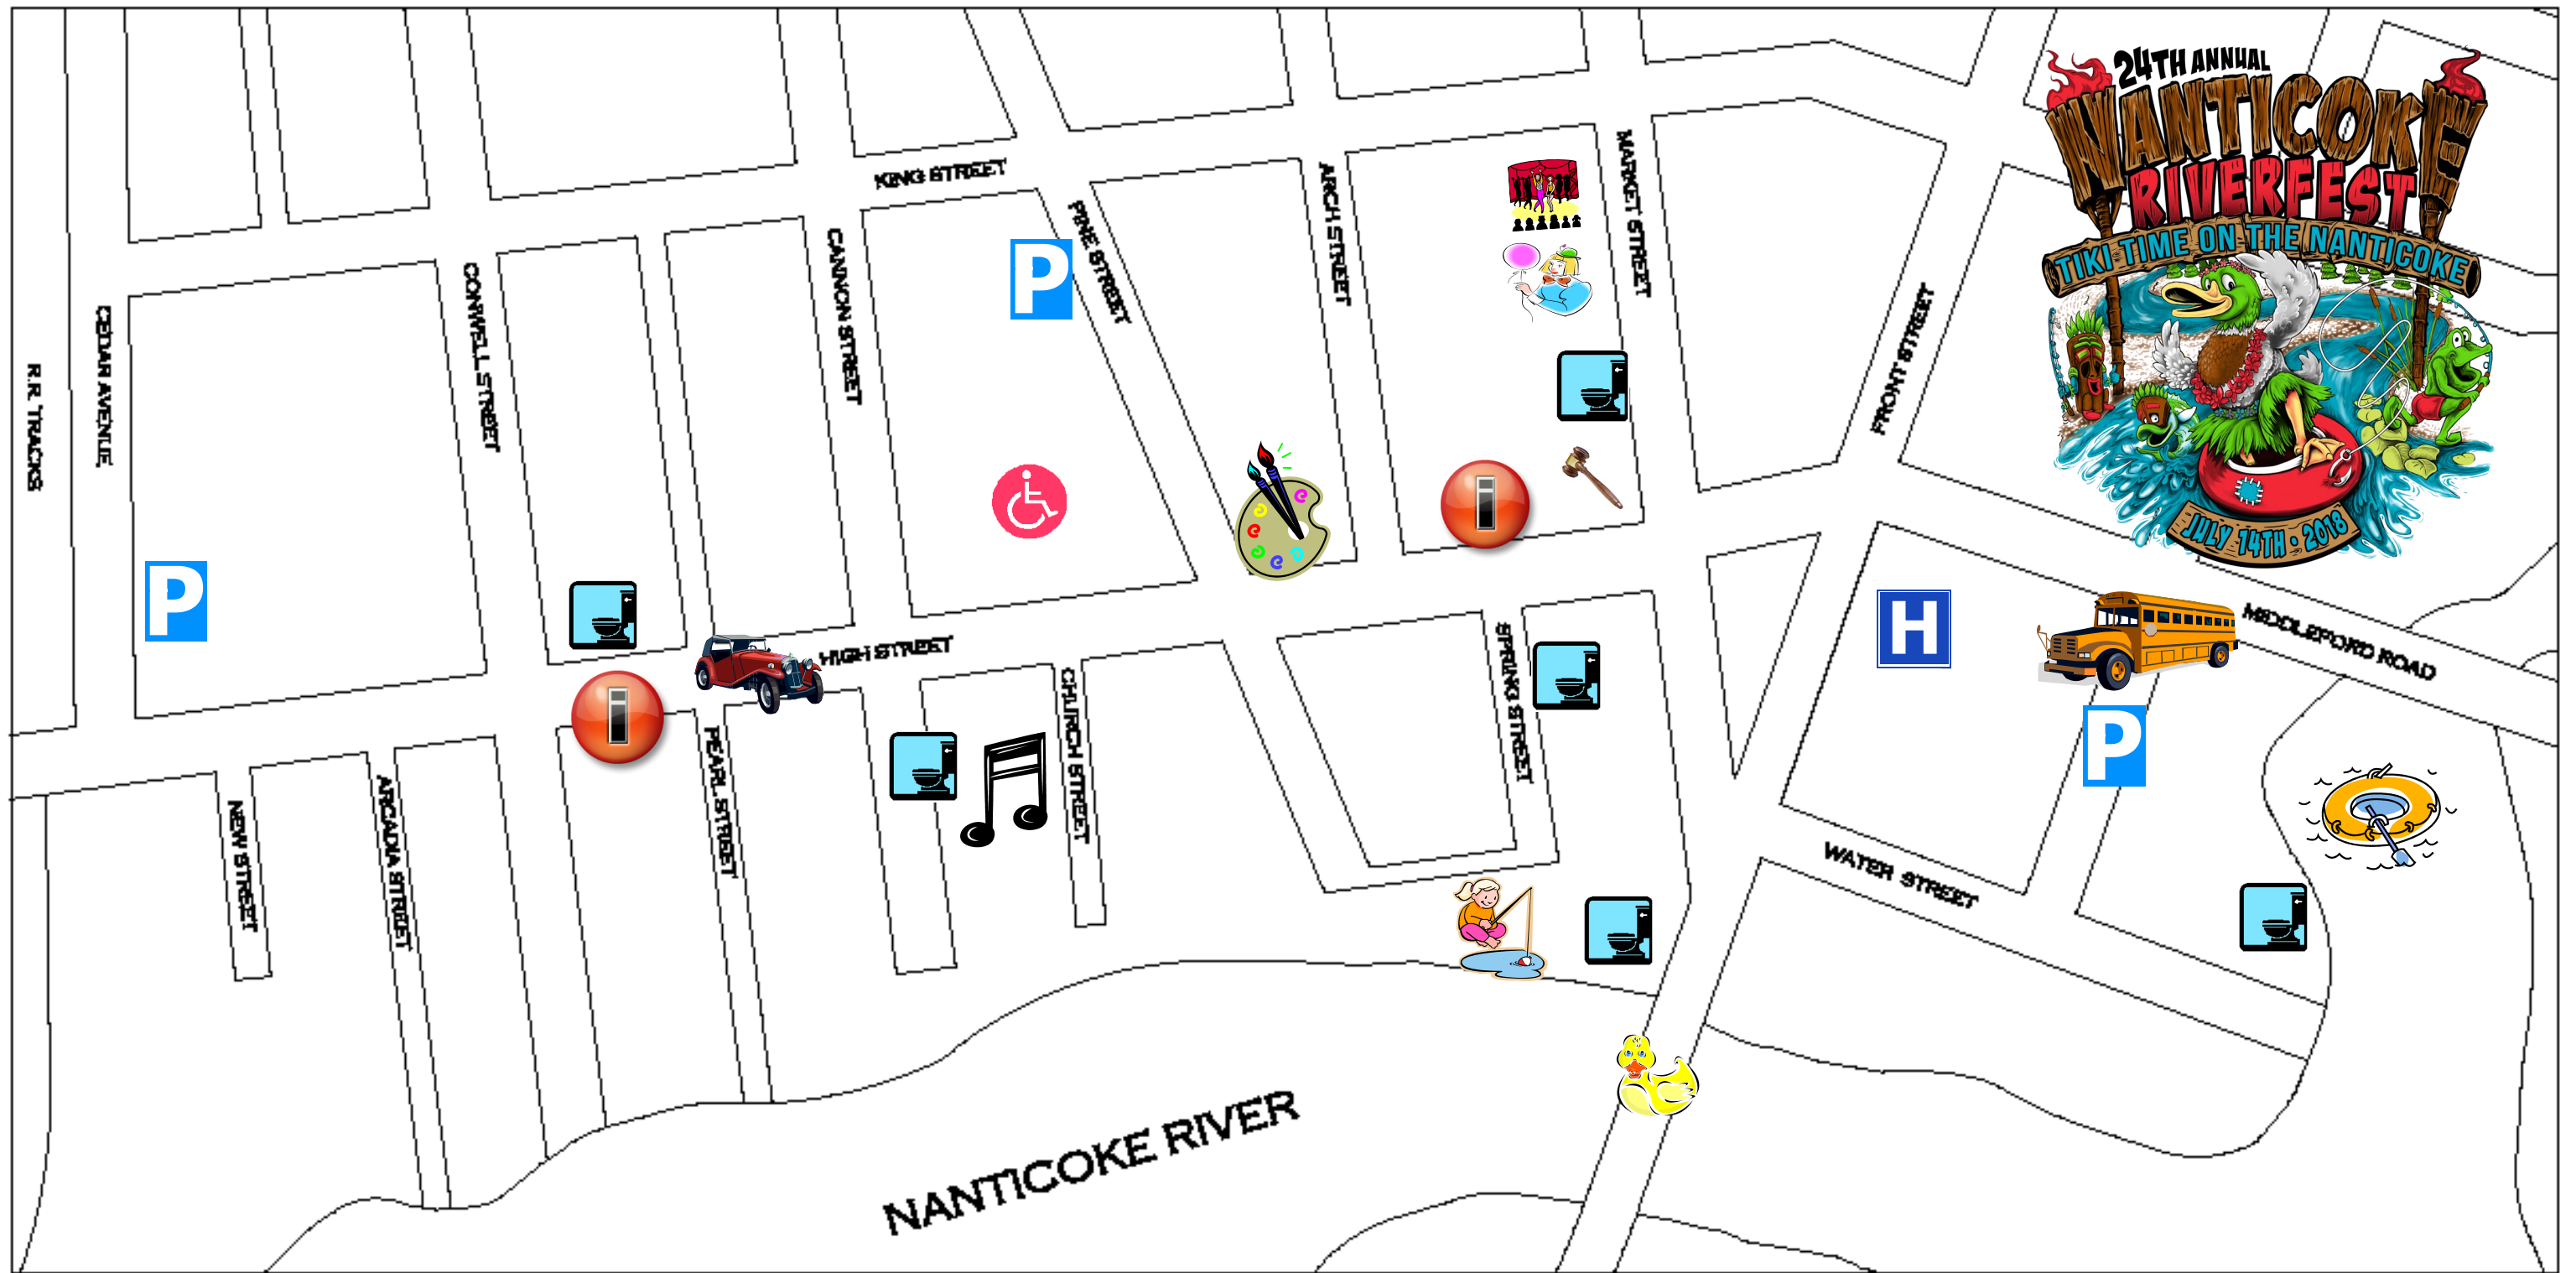 24TH ANNUAL
NANTICOKE
RIVERFEST
TIKI TIME ON THE NANTICOKE
JULY 14TH • 2018
KING STREET
MARKET STREET
ARCH STREET
PINE STREET
CANNON STREET
CONWELL STREET
CEDAR AVENUE
R.R. TRACKS
FRONT STREET
P
P
H
MIDDLEFORD ROAD
HIGH STREET
SPRING STREET
CHURCH STREET
P
PEARL STREET
ARCADIA STREET
NEW STREET
WATER STREET
NANTICOKE RIVER
i
i